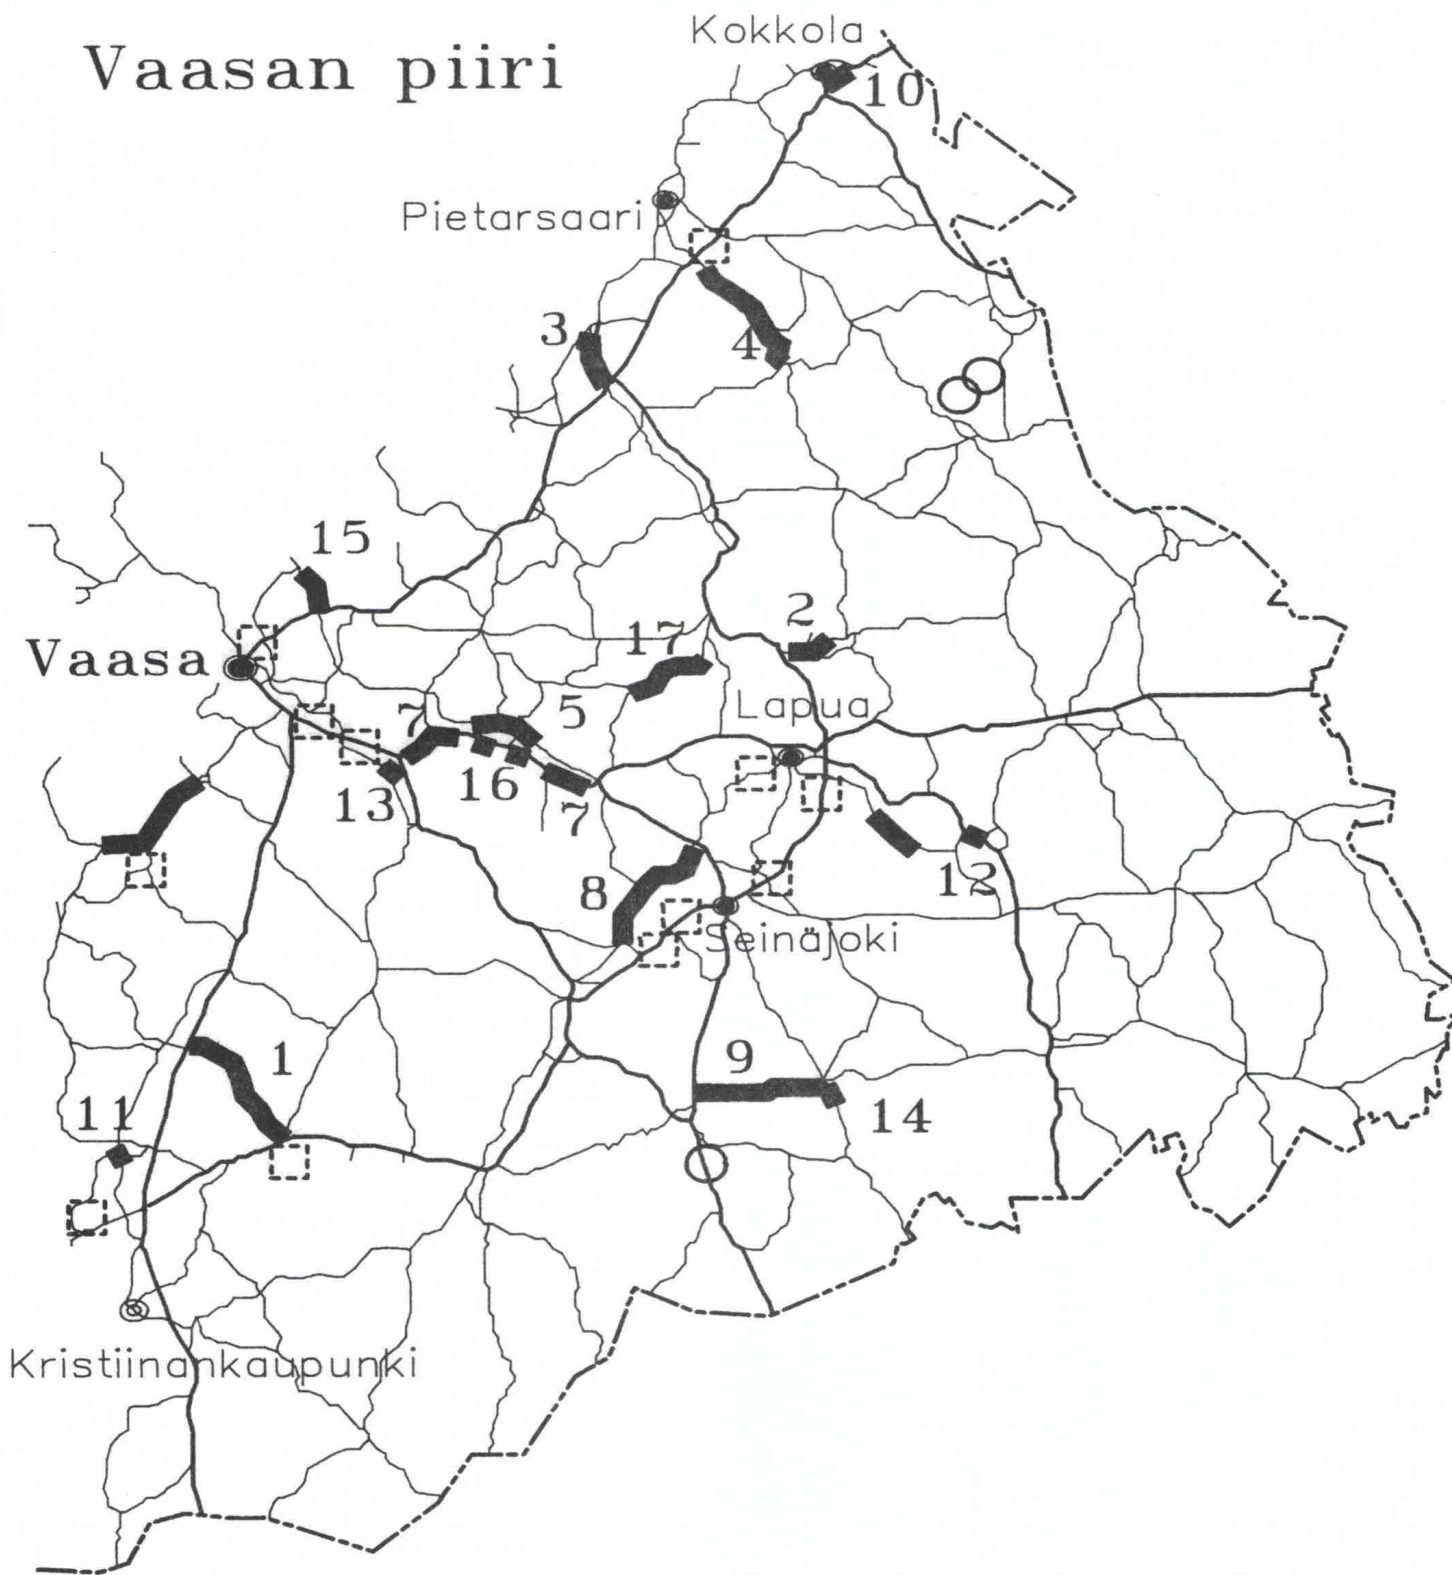 Kokkola
Vaasan piiri
10
Pietarsaari
3
4
15
2
17
Vaasa
Lapua
7
5
16
13
7
8
12
Seinäjoki
1
9
11
14
Kristiinankaupunki